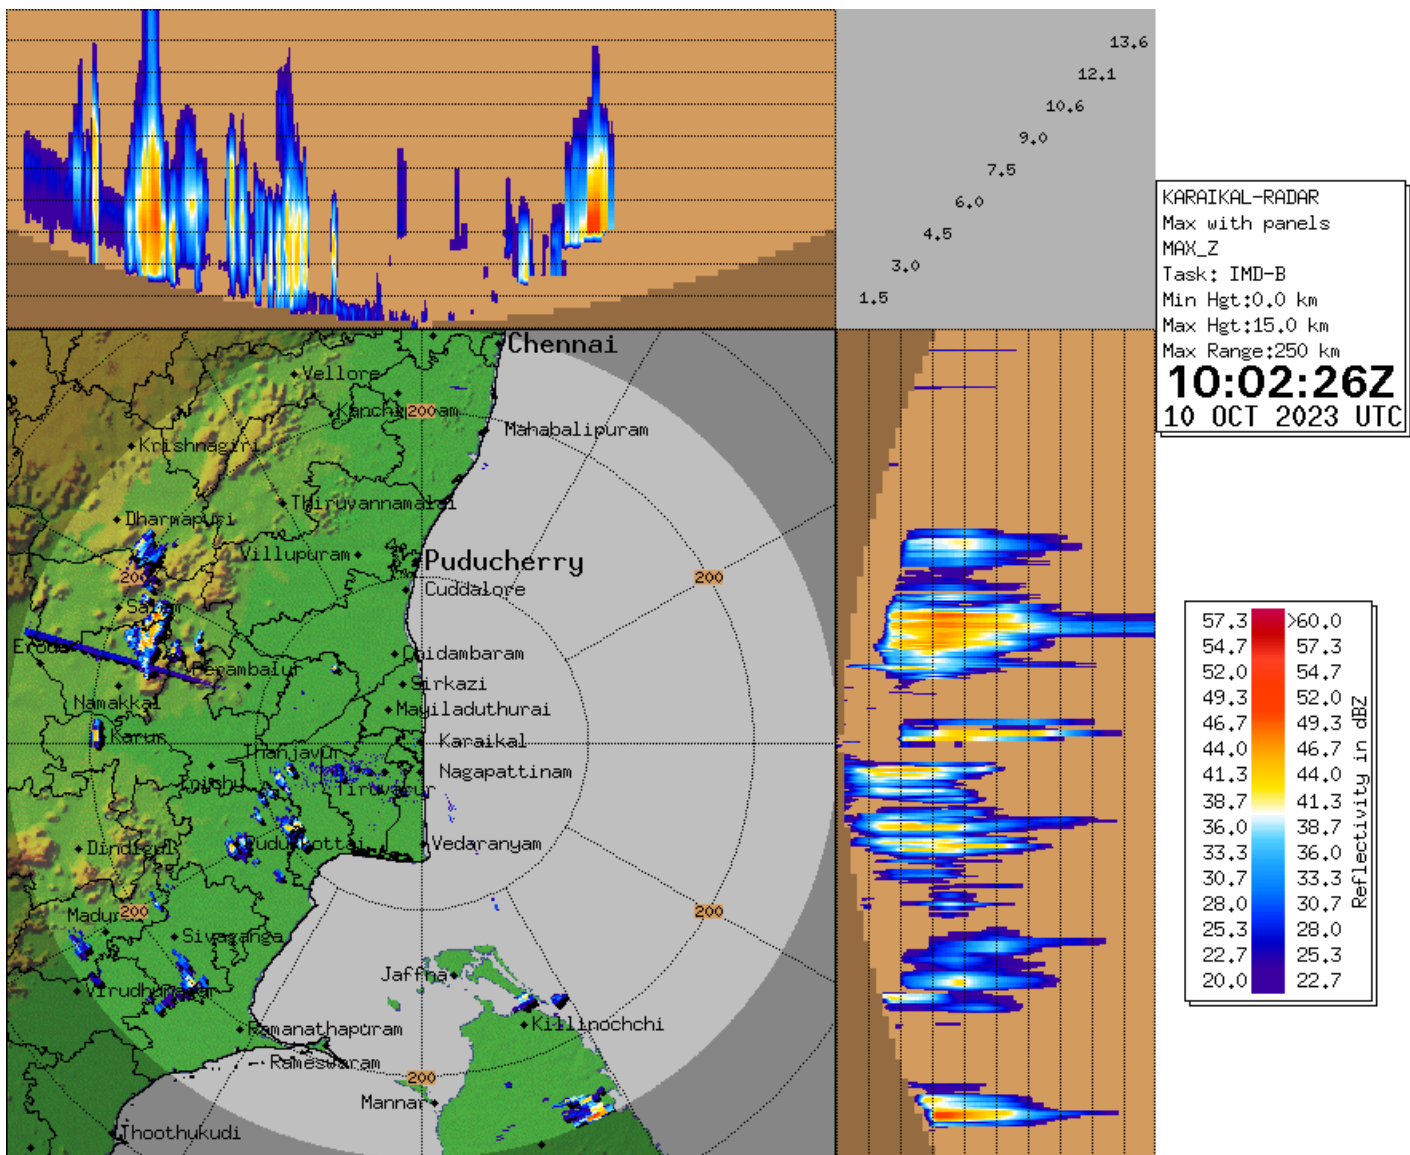 13.6
12.1
10.6
9.0
7.5
6.0
4.5
3.0
1.5
KARAIKAL-RADAR
Max with panels
MAX_Z
Task: IMD-B
Min Hgt:0.0 km
Max Hgt:15.0 km
Max Range:250 km
10:02:26Z
10 OCT 2023 UTC
Chennai
Vellore
200
Mahabalipuram
Krishnagiri
Thiruvannamalai
Dharmapuri
Villupuram
Puducherry
200
200
Cuddalore
Salem
Erode
Chidambaram
Perambalur
Sirkazi
Namakkal
Mayiladuthurai
Karur
Karaikal
Thanjavur
Nagapattinam
Tiruvarur
Dindigul
Pudukkottai
Vedaranyam
200
200
Madurai
Sivaganga
Jaffna
Virudhunagar
Killinochchi
Ramanathapuram
Rameswaram
200
Mannar
Thoothukudi
57.3 >60.0
54.7 57.3
52.0 54.7
49.3 52.0
46.7 49.3
44.0 46.7
41.3 44.0
38.7 41.3
36.0 38.7
33.3 36.0
30.7 33.3
28.0 30.7
25.3 28.0
22.7 25.3
20.0 22.7
Reflectivity in dBZ